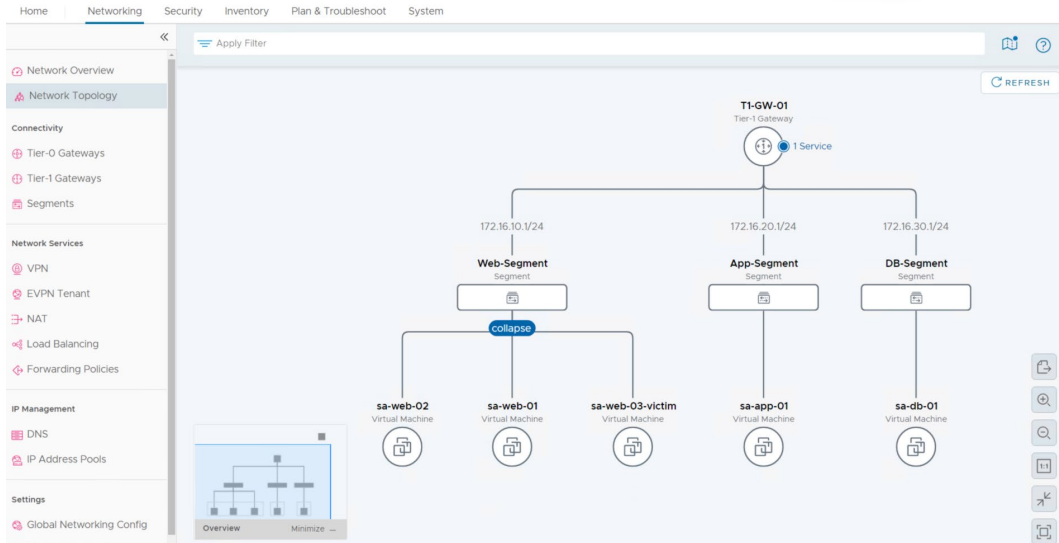 Home Networking Security Inventory Plan & Troubleshoot System
Apply Filter
REFRESH
Network Overview
Network Topology
Connectivity
Tier-0 Gateways
Tier-1 Gateways
Segments
Network Services
VPN
EVPN Tenant
NAT
Load Balancing
Forwarding Policies
IP Management
DNS
IP Address Pools
Settings
Global Networking Config
T1-GW-01
Tier-1 Gateway
1 Service
172.16.10.1/24 172.16.20.1/24 172.16.30.1/24
Web-Segment App-Segment DB-Segment
Segment Segment Segment
collapse
sa-web-02 sa-web-01 sa-web-03-victim sa-app-01 sa-db-01
Virtual Machine Virtual Machine Virtual Machine Virtual Machine Virtual Machine
1:1
Overview Minimize